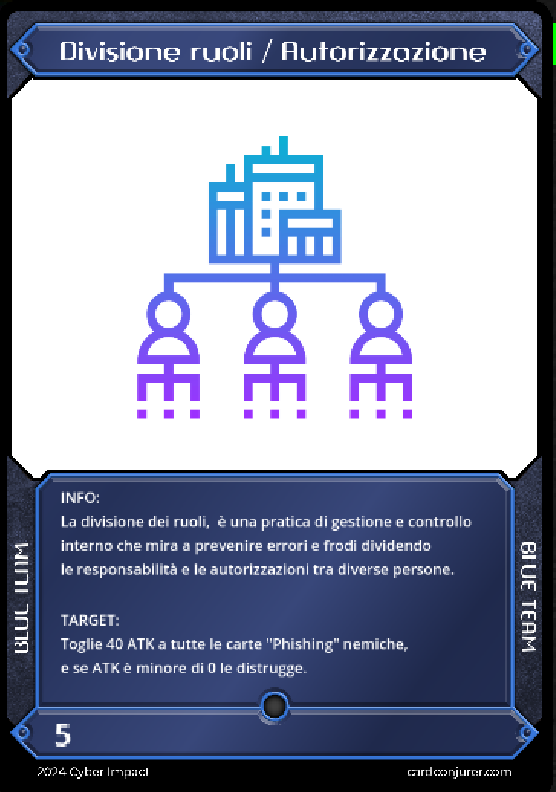 Divisione ruoli / Autorizzazione
INFO:
La divisione dei ruoli, è una pratica di gestione e controllo
interno che mira a prevenire errori e frodi dividendo
le responsabilità e le autorizzazioni tra diverse persone.
TARGET:
Toglie 40 ATK a tutte le carte "Phishing" nemiche,
e se ATK è minore di 0 le distrugge.
BLUE TEAM
BLUE TEAM
5
2024 Cyber Impact
cardconjurer.com